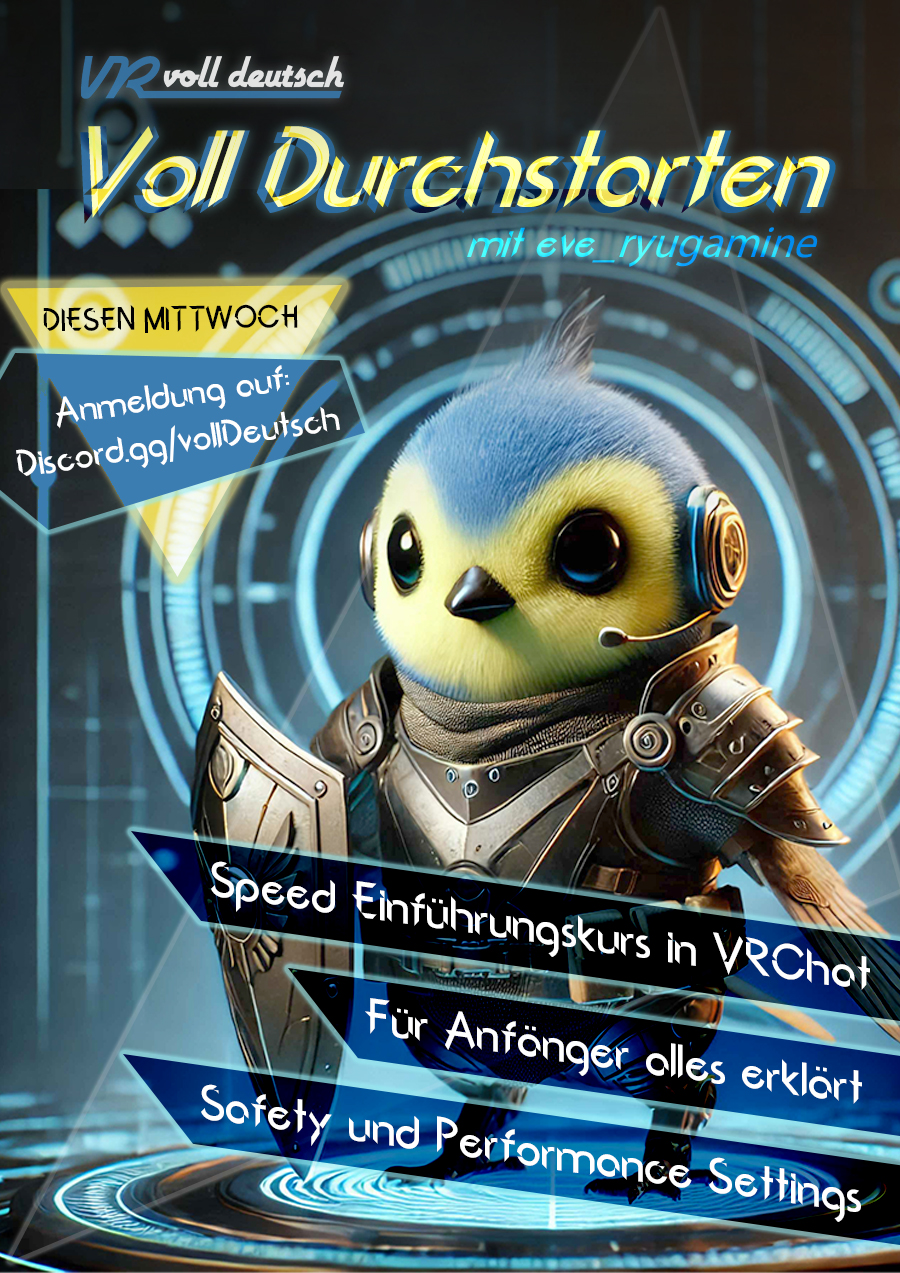 VR voll deutsch
Voll Durchstarten
mit eve_ryugamine
DIESEN MITTWOCH
Anmeldung auf:
Discord.gg/vollDeutsch
Speed Einführungskurs in VRChat
Für Anfänger alles erklärt
Safety und Performance Settings